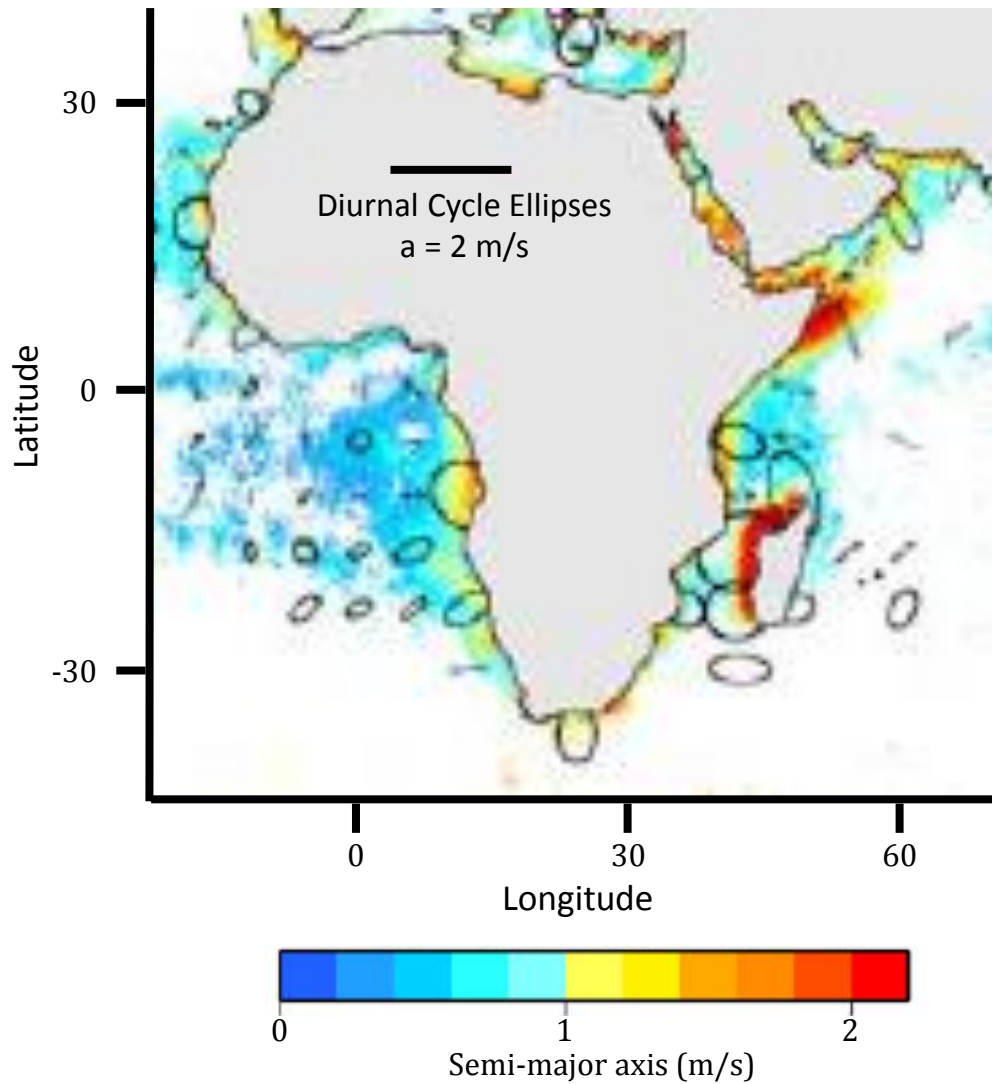 30
Diurnal Cycle Ellipses
a = 2 m/s
Latitude
0
-30
0 30 60
Longitude
0 1 2
Semi-major axis (m/s)